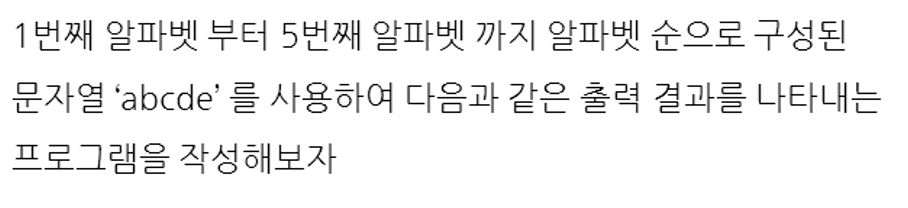 1번째 알파벳 부터 5번째 알파벳 까지 알파벳 순으로 구성된
문자열 ‘abcde’ 를 사용하여 다음과 같은 출력 결과를 나타내는
프로그램을 작성해보자